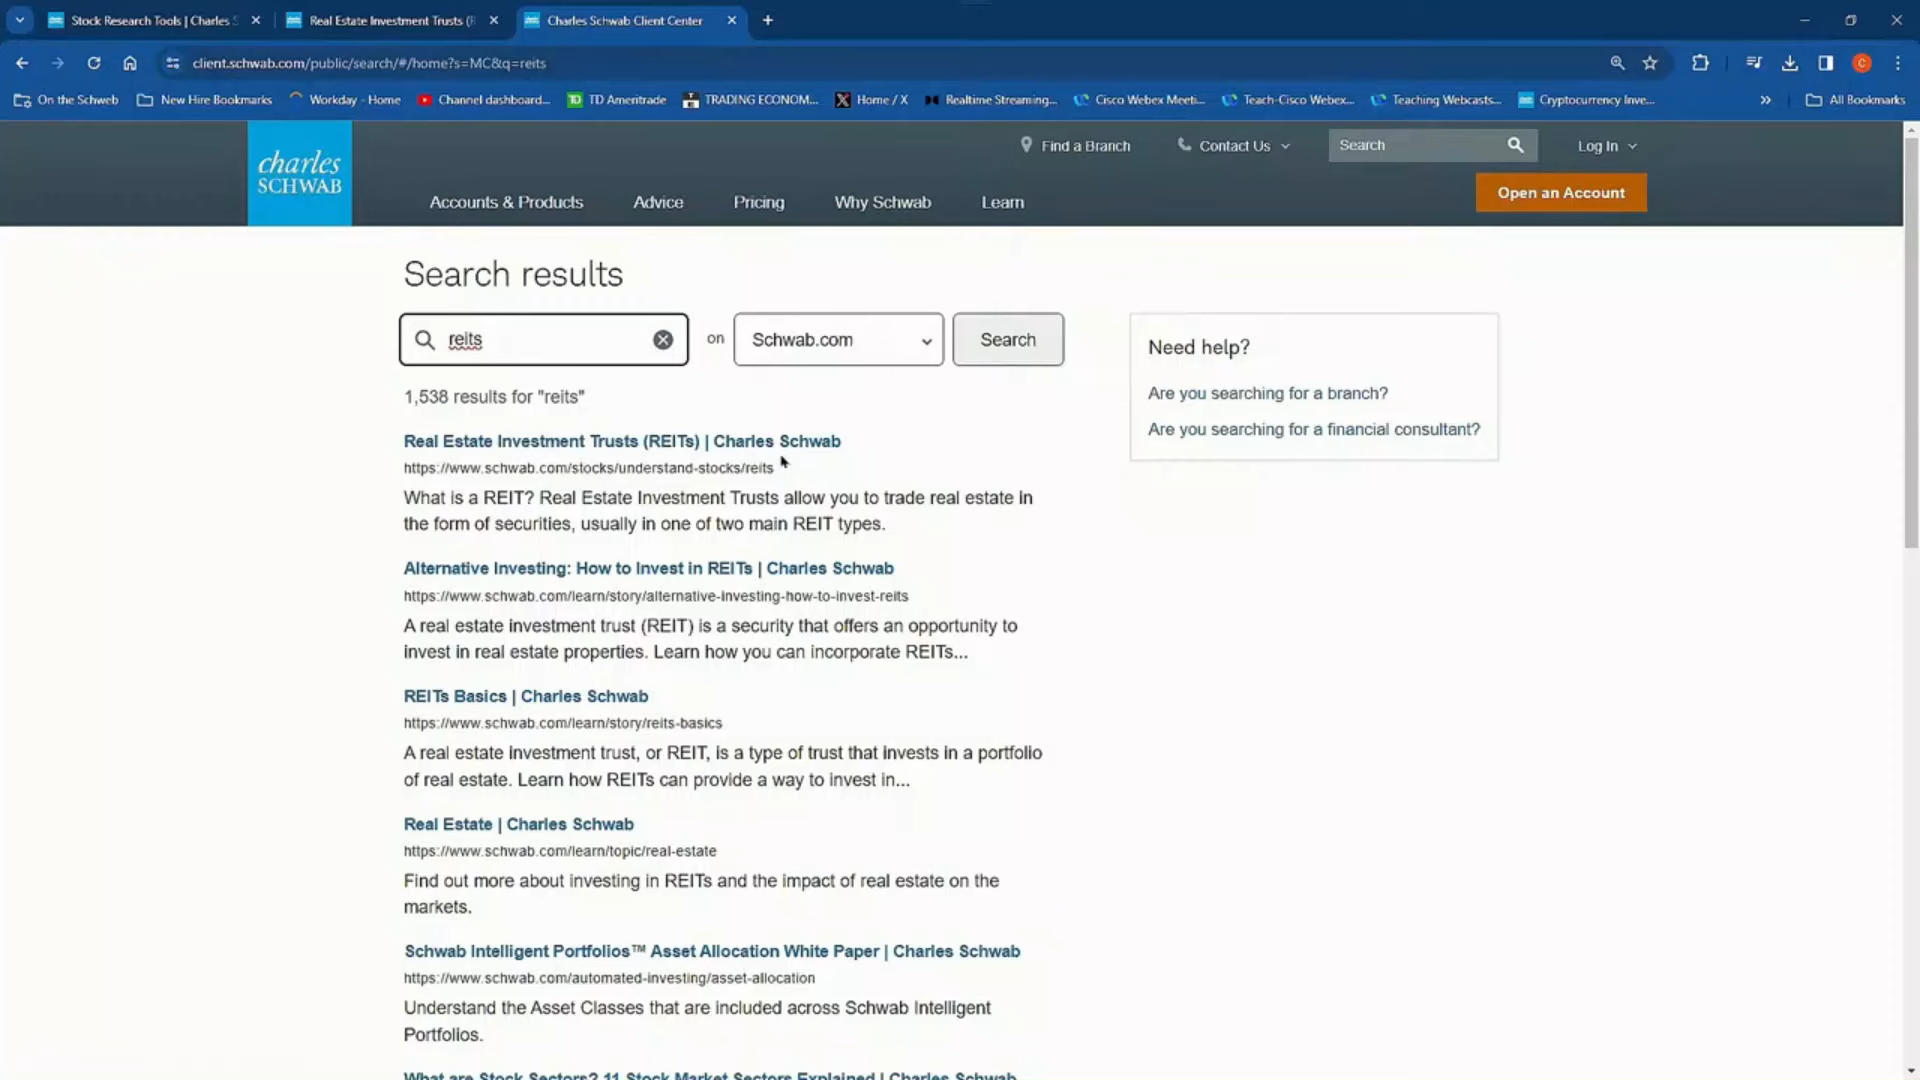 Stock Research Tools | Charles S
Real Estate Investment Trusts (F
Charles Schwab Client Center
client.schwab.com/public/search/#/home?s=MC&q=reits
On the Schweb
New Hire Bookmarks
Workday - Home
Channel dashboard...
TD Ameritrade
TRADING ECONOM...
Home / X
Realtime Streaming...
Cisco Webex Meeti...
Teach-Cisco Webex...
Teaching Webcasts...
Cryptocurrency Inve...
All Bookmarks
charles
SCHWAB
Find a Branch
Contact Us
Search
Log In
Accounts & Products
Advice
Pricing
Why Schwab
Learn
Open an Account
Search results
reits
on
Schwab.com
Search
1,538 results for "reits"
Need help?
Are you searching for a branch?
Are you searching for a financial consultant?
Real Estate Investment Trusts (REITs) | Charles Schwab
https://www.schwab.com/stocks/understand-stocks/reits
What is a REIT? Real Estate Investment Trusts allow you to trade real estate in
the form of securities, usually in one of two main REIT types.
Alternative Investing: How to Invest in REITs | Charles Schwab
https://www.schwab.com/learn/story/alternative-investing-how-to-invest-reits
A real estate investment trust (REIT) is a security that offers an opportunity to
invest in real estate properties. Learn how you can incorporate REITs...
REITs Basics | Charles Schwab
https://www.schwab.com/learn/story/reits-basics
A real estate investment trust, or REIT, is a type of trust that invests in a portfolio
of real estate. Learn how REITs can provide a way to invest in...
Real Estate | Charles Schwab
https://www.schwab.com/learn/topic/real-estate
Find out more about investing in REITs and the impact of real estate on the
markets.
Schwab Intelligent Portfolios™ Asset Allocation White Paper | Charles Schwab
https://www.schwab.com/automated-investing/asset-allocation
Understand the Asset Classes that are included across Schwab Intelligent
Portfolios.
What are Stock Sectors? 11 Stock Market Sectors Explained | Charles Schwab